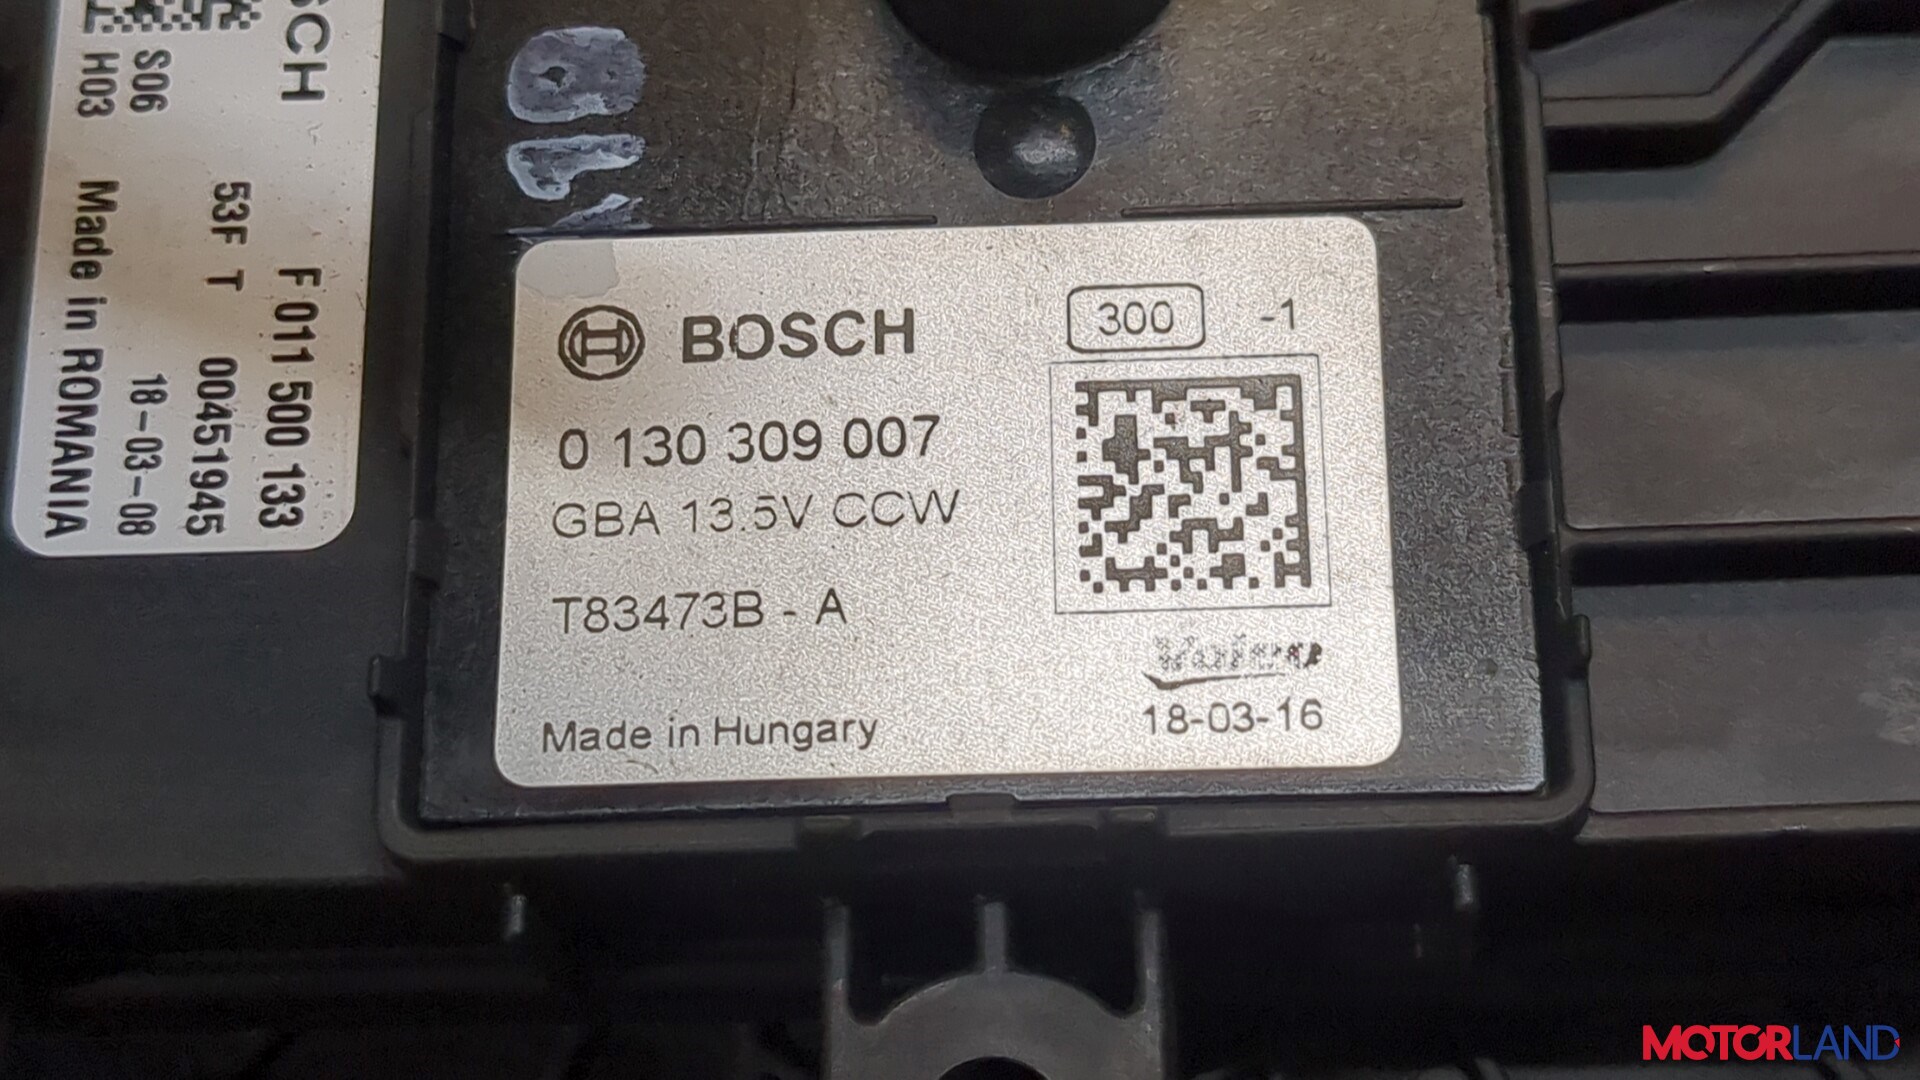 SCH
F 011 500 133
53F T 00451945
S06 18-03-08
H03 Made in ROMANIA
BOSCH
300 -1
0 130 309 007
GBA 13.5V CCW
T83473B - A
Valeo
Made in Hungary
18-03-16
MOTORLAND